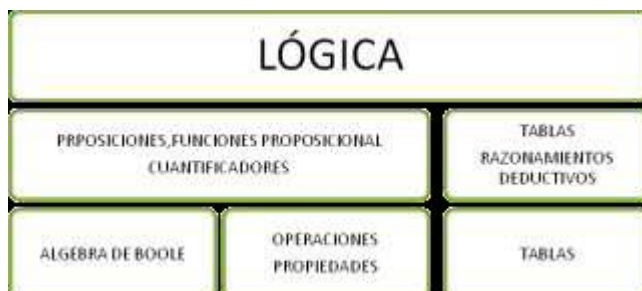 LÓGICA
PRPOSICIONES,FUNCIONES PROPOSICIONAL
CUANTIFICADORES
TABLAS
RAZONAMIENTOS
DEDUCTIVOS
ALGEBRA DE BOOLE
OPERACIONES
PROPIEDADES
TABLAS